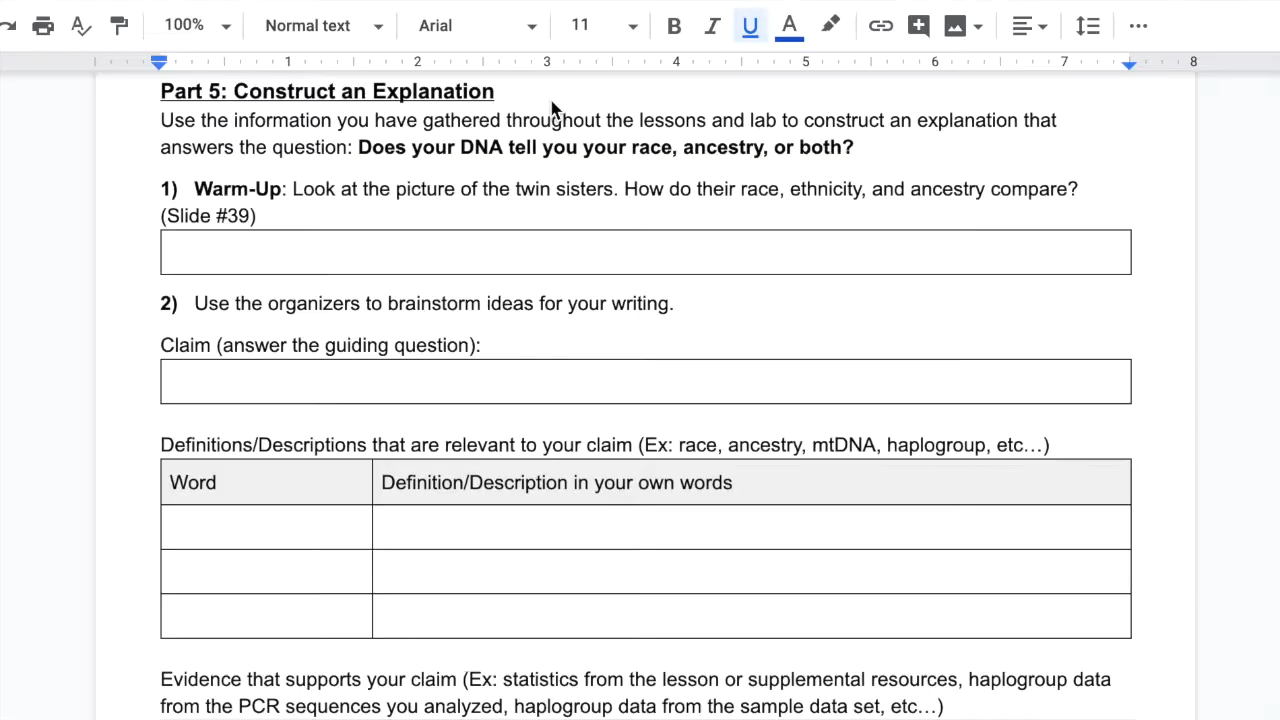 100% Normal text Arial 11 B I U A
1 2 3 4 5 6 7 8
Part 5: Construct an Explanation
Use the information you have gathered throughout the lessons and lab to construct an explanation that
answers the question: Does your DNA tell you your race, ancestry, or both?
1) Warm-Up: Look at the picture of the twin sisters. How do their race, ethnicity, and ancestry compare?
(Slide #39)
2) Use the organizers to brainstorm ideas for your writing.
Claim (answer the guiding question):
Definitions/Descriptions that are relevant to your claim (Ex: race, ancestry, mtDNA, haplogroup, etc…)
Word Definition/Description in your own words
Evidence that supports your claim (Ex: statistics from the lesson or supplemental resources, haplogroup data
from the PCR sequences you analyzed, haplogroup data from the sample data set, etc…)